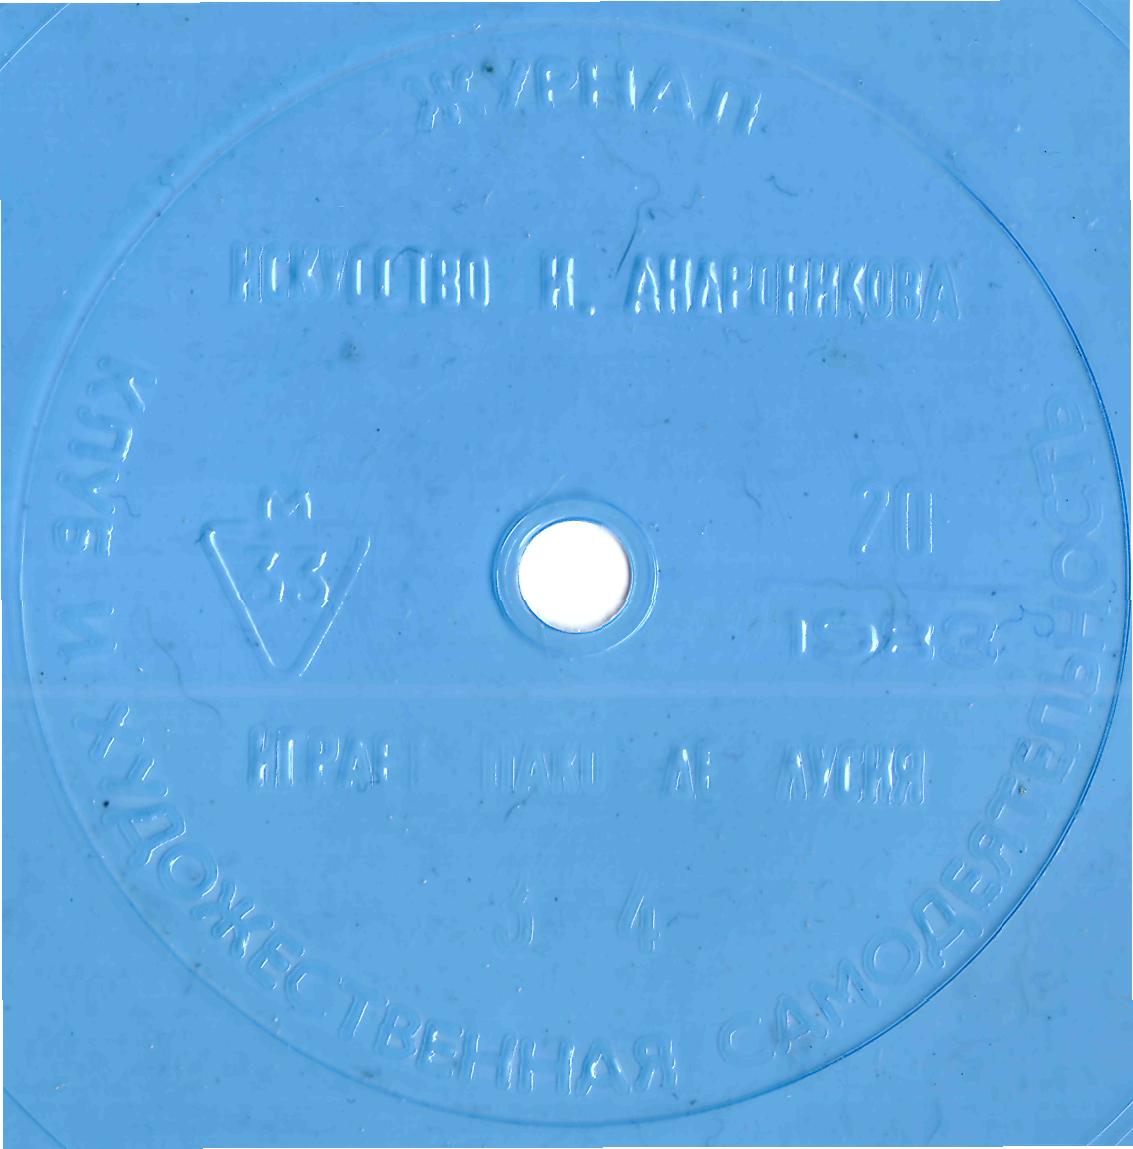 ЖУРНАЛ
ИСКУССТВО И. АНДРОНИКОВА
М
33
20
1983
ИГРАЕТ ПАКО ДЕ ЛУСИЯ
3 4
КЛУБ И ХУДОЖЕСТВЕННАЯ САМОДЕЯТЕЛЬНОСТЬ